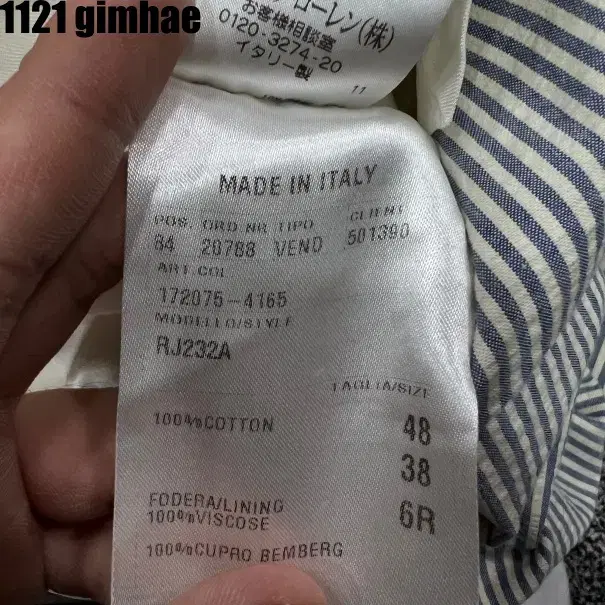 1121 gimhae
ローレン(株)
お客様相談室
0120-3274-20
イタリー製
11
MADE IN ITALY
POS. ORD NR TIPO CLIENT
84 20788 VEND 501390
ART COL
172075-4165
MODELLO/STYLE
RJ232A
TAGLIA/SIZE
100%COTTON 48
38
FODERA/LINING 6R
100%VISCOSE
100%CUPRO BEMBERG